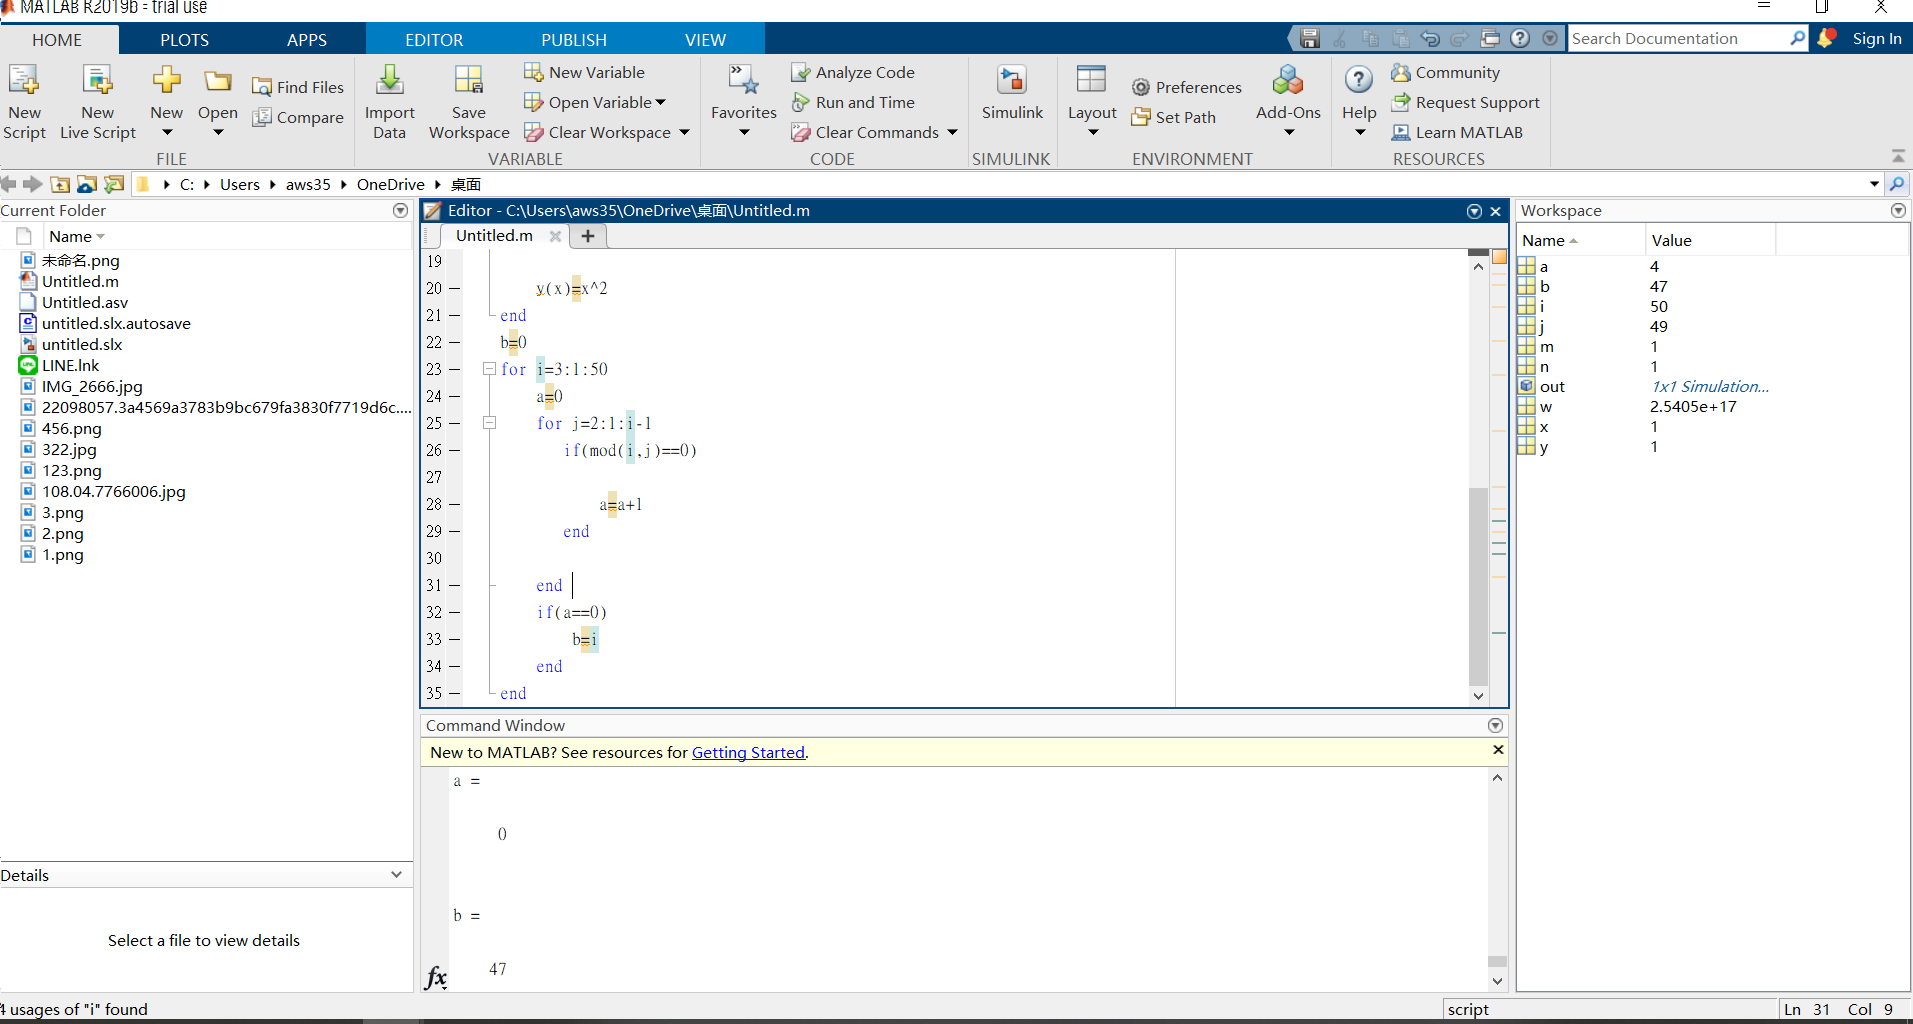 MATLAB R2019b - trial use
HOME PLOTS APPS EDITOR PUBLISH VIEW
Search Documentation Sign In
New Script
New Live Script
New
Open
Find Files
Compare
FILE
Import Data
Save Workspace
New Variable
Open Variable
Clear Workspace
VARIABLE
Favorites
Analyze Code
Run and Time
Clear Commands
CODE
Simulink
SIMULINK
Layout
Preferences
Set Path
Add-Ons
ENVIRONMENT
? Help
Community
Request Support
Learn MATLAB
RESOURCES
C: Users aws35 OneDrive 桌面
Current Folder
Name
未命名.png
Untitled.m
Untitled.asv
untitled.slx.autosave
untitled.slx
LINE.lnk
IMG_2666.jpg
22098057.3a4569a3783b9bc679fa3830f7719d6c....
456.png
322.jpg
123.png
108.04.7766006.jpg
3.png
2.png
1.png
Details
Select a file to view details
Editor - C:\Users\aws35\OneDrive\桌面\Untitled.m
Untitled.m
19
20 y(x)=x^2
21 end
22 b=0
23 for i=3:1:50
24 a=0
25 for j=2:1:i-1
26 if(mod(i,j)==0)
27
28 a=a+1
29 end
30
31 end
32 if(a==0)
33 b=i
34 end
35 end
Command Window
New to MATLAB? See resources for Getting Started.
a =
0
b =
47
fx
Workspace
Name Value
a 4
b 47
i 50
j 49
m 1
n 1
out 1x1 Simulation...
w 2.5405e+17
x 1
y 1
4 usages of "i" found
script
Ln 31 Col 9